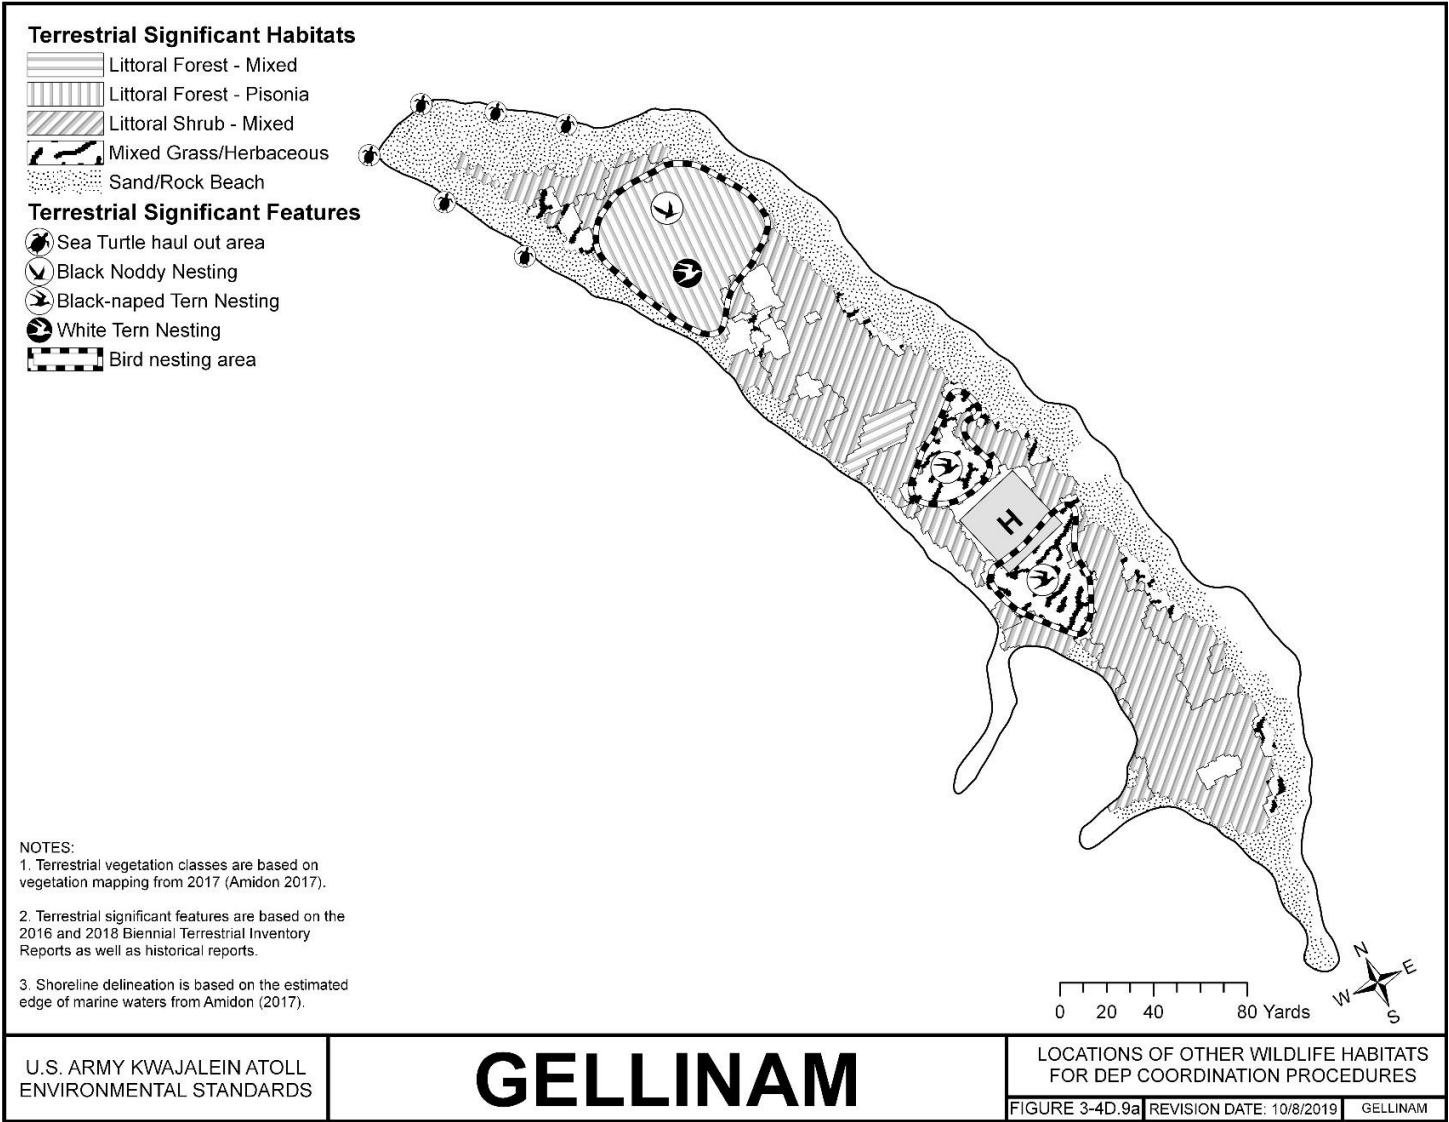 Terrestrial Significant Habitats
Littoral Forest - Mixed
Littoral Forest - Pisonia
Littoral Shrub - Mixed
Mixed Grass/Herbaceous
Sand/Rock Beach
Terrestrial Significant Features
Sea Turtle haul out area
Black Noddy Nesting
Black-naped Tern Nesting
White Tern Nesting
Bird nesting area
H
NOTES:
1. Terrestrial vegetation classes are based on
vegetation mapping from 2017 (Amidon 2017).
2. Terrestrial significant features are based on the
2016 and 2018 Biennial Terrestrial Inventory
Reports as well as historical reports.
3. Shoreline delineation is based on the estimated
edge of marine waters from Amidon (2017).
N
E
W
S
0 20 40 80 Yards
U.S. ARMY KWAJALEIN ATOLL
ENVIRONMENTAL STANDARDS
GELLINAM
LOCATIONS OF OTHER WILDLIFE HABITATS
FOR DEP COORDINATION PROCEDURES
FIGURE 3-4D.9a REVISION DATE: 10/8/2019 GELLINAM